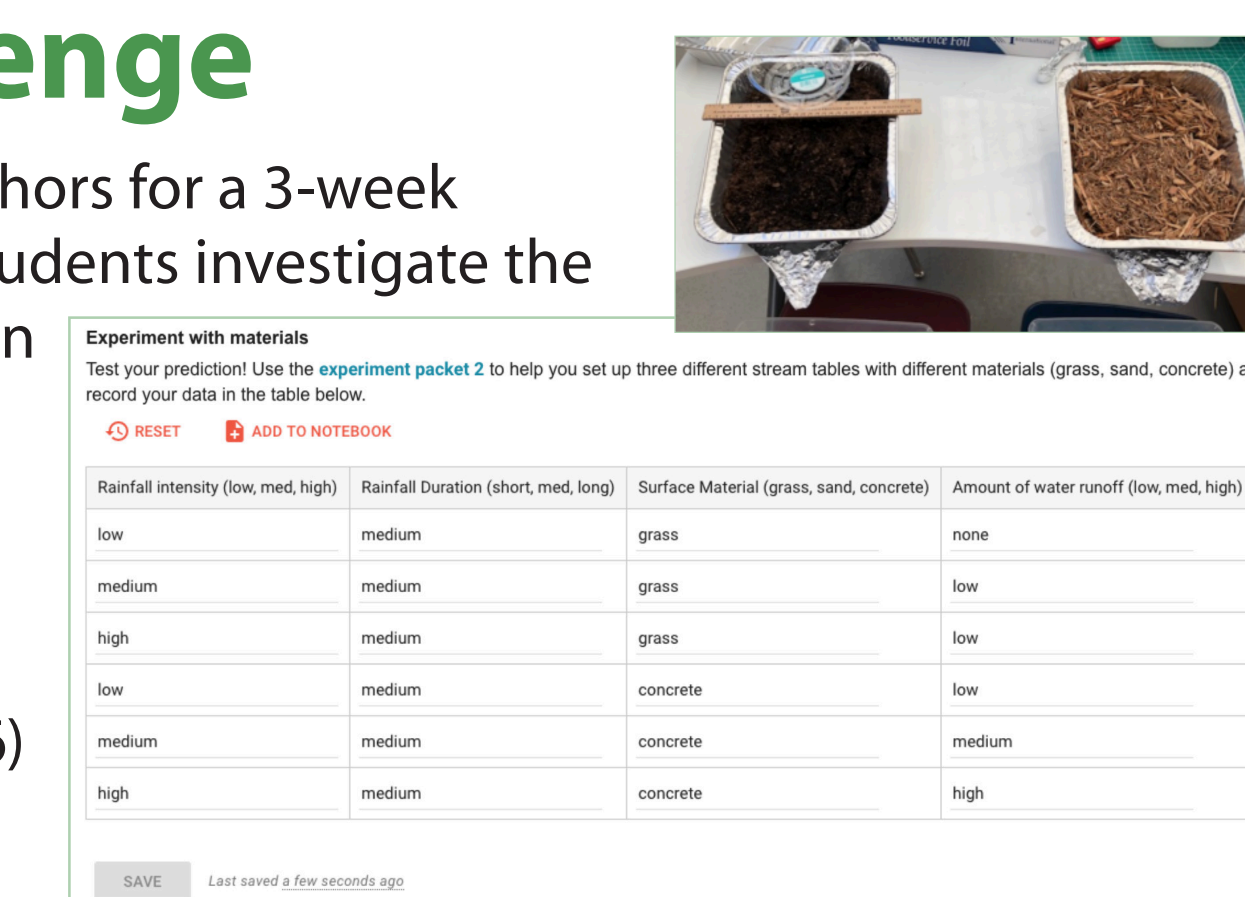 enge
Foodservice Foil
hors for a 3-week
udents investigate the
n
Experiment with materials
Test your prediction! Use the experiment packet 2 to help you set up three different stream tables with different materials (grass, sand, concrete) a
record your data in the table below.
RESET ADD TO NOTEBOOK
Rainfall intensity (low, med, high) Rainfall Duration (short, med, long) Surface Material (grass, sand, concrete) Amount of water runoff (low, med, high)
low medium grass none
medium medium grass low
high medium grass low
low medium concrete low
medium medium concrete medium
high medium concrete high
6)
SAVE Last saved a few seconds ago